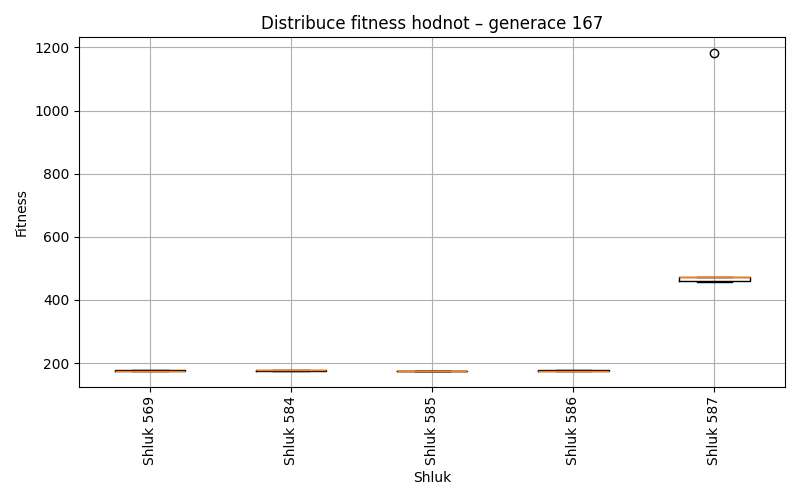 Distribuce fitness hodnot – generace 167
Fitness
1200
1000
800
600
400
200
Shluk 569
Shluk 584
Shluk 585
Shluk 586
Shluk 587
Shluk